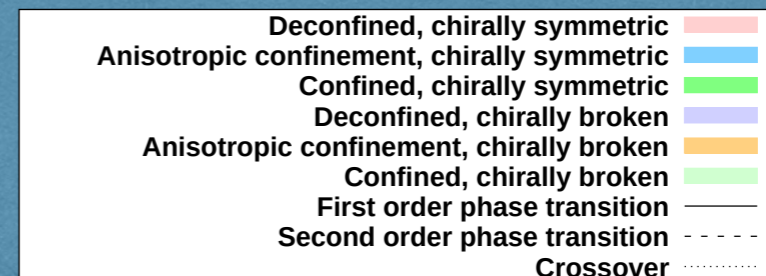 Deconfined, chirally symmetric
Anisotropic confinement, chirally symmetric
Confined, chirally symmetric
Deconfined, chirally broken
Anisotropic confinement, chirally broken
Confined, chirally broken
First order phase transition
Second order phase transition
Crossover